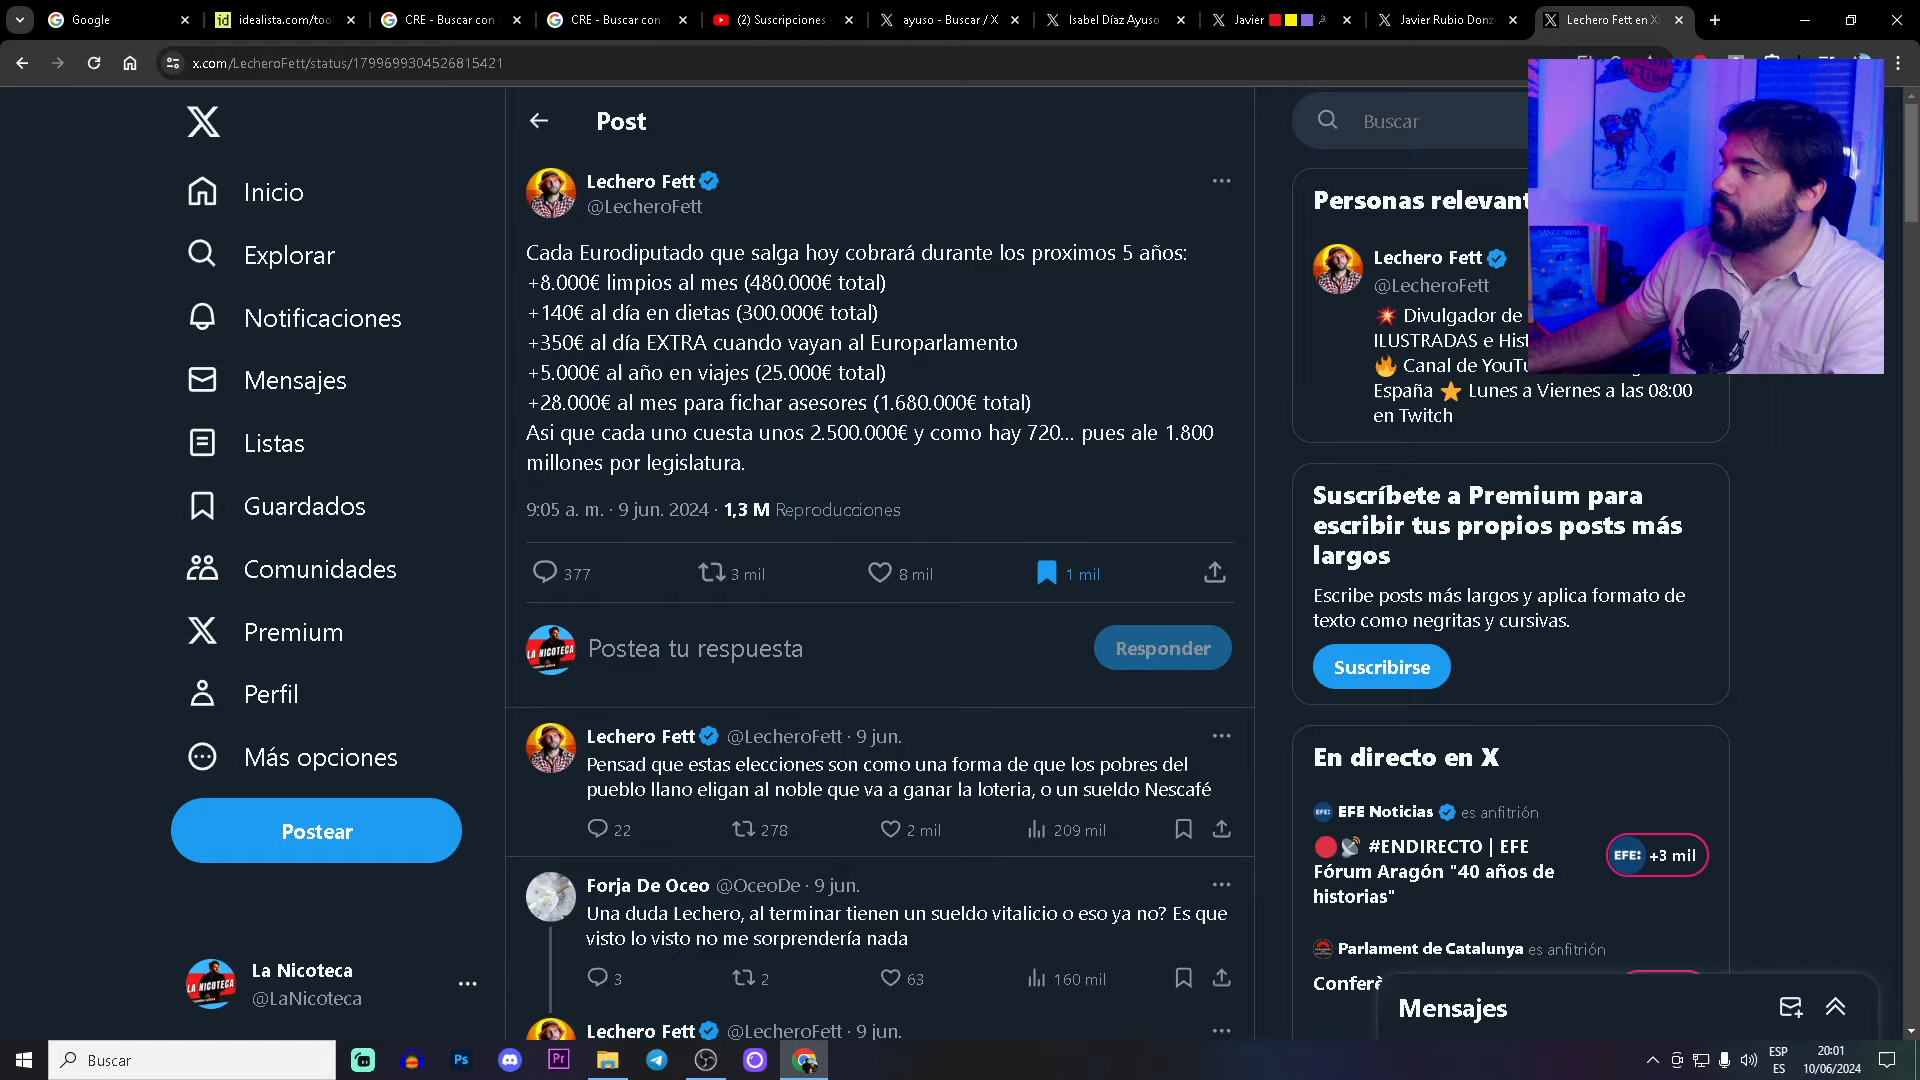 Google
idealista.com/too
CRE - Buscar con
CRE - Buscar con
(2) Suscripciones
ayuso - Buscar / X
Isabel Díaz Ayuso
Javier
Javier Rubio Donz
Lechero Fett en X
x.com/LecheroFett/status/1799699304526815421
Inicio
Explorar
Notificaciones
Mensajes
Listas
Guardados
Comunidades
Premium
Perfil
Más opciones
Postear
La Nicoteca
@LaNicoteca
Post
Lechero Fett
@LecheroFett
Cada Eurodiputado que salga hoy cobrará durante los proximos 5 años:
+8.000€ limpios al mes (480.000€ total)
+140€ al día en dietas (300.000€ total)
+350€ al día EXTRA cuando vayan al Europarlamento
+5.000€ al año en viajes (25.000€ total)
+28.000€ al mes para fichar asesores (1.680.000€ total)
Asi que cada uno cuesta unos 2.500.000€ y como hay 720... pues ale 1.800
millones por legislatura.
9:05 a. m. · 9 jun. 2024 · 1,3 M Reproducciones
377 3 mil 8 mil 1 mil
LA NICOTECA
Postea tu respuesta
Responder
Lechero Fett @LecheroFett · 9 jun.
Pensad que estas elecciones son como una forma de que los pobres del
pueblo llano eligan al noble que va a ganar la loteria, o un sueldo Nescafé
22 278 2 mil 209 mil
Forja De Oceo @OceoDe · 9 jun.
Una duda Lechero, al terminar tienen un sueldo vitalicio o eso ya no? Es que
visto lo visto no me sorprendería nada
3 2 63 160 mil
Lechero Fett @LecheroFett · 9 jun.
Buscar
Personas relevant
Lechero Fett
@LecheroFett
Divulgador de
ILUSTRADAS e Hist
Canal de YouTu
España ⭐ Lunes a Viernes a las 08:00
en Twitch
VANGUARDIA
Suscríbete a Premium para
escribir tus propios posts más
largos
Escribe posts más largos y aplica formato de
texto como negritas y cursivas.
Suscribirse
En directo en X
EFE: EFE Noticias es anfitrión
#ENDIRECTO | EFE
Fórum Aragón "40 años de
historias"
EFE: +3 mil
Parlament de Catalunya es anfitrión
Conferè
Mensajes
Buscar
Ps
Pr
ESP
ES
20:01
10/06/2024